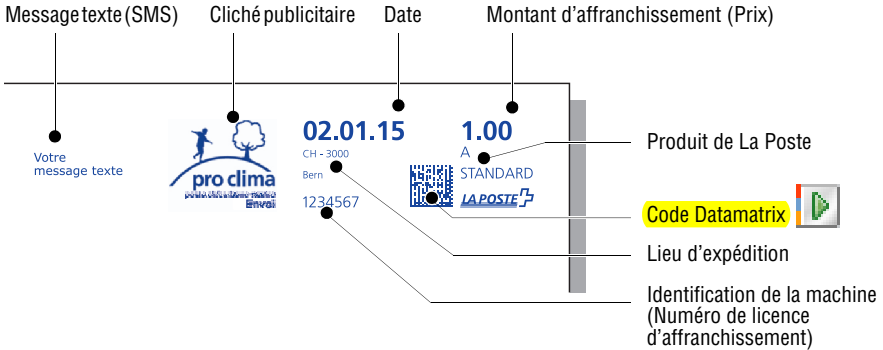 Message texte (SMS)
Cliché publicitaire
Date
Montant d'affranchissement (Prix)
Votre
message texte
pro clima
Envoi
02.01.15
CH - 3000
Bern
1234567
1.00
A
STANDARD
LA POSTE
Produit de La Poste
Code Datamatrix
Lieu d'expédition
Identification de la machine
(Numéro de licence
d'affranchissement)